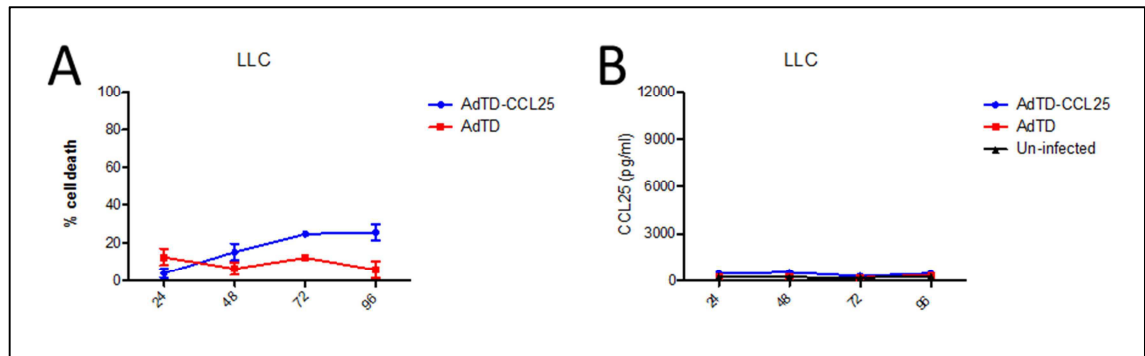 A
LLC
% cell death
100
80
60
40
20
0
24
48
72
96
AdTD-CCL25
AdTD
B
LLC
CCL25 (pg/ml)
12000
9000
6000
3000
0
24
48
72
96
AdTD-CCL25
AdTD
Un-infected